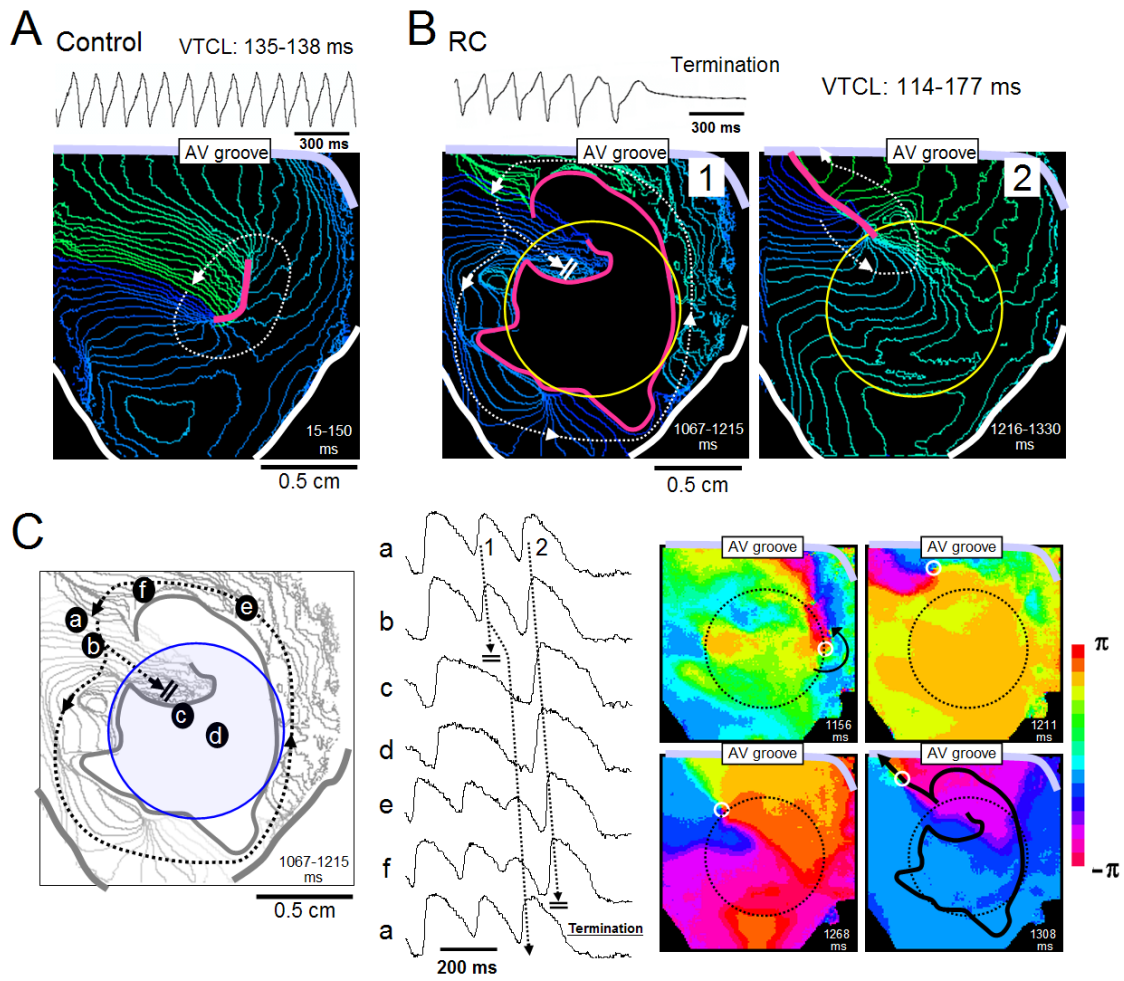 A
Control
VTCL: 135-138 ms
300 ms
AV groove
15-150
ms
0.5 cm
B
RC
Termination
300 ms
VTCL: 114-177 ms
AV groove
1
1067-1215
ms
0.5 cm
AV groove
2
1216-1330
ms
C
f
e
a
b
c
d
1067-1215
ms
0.5 cm
a
1
2
b
c
d
e
f
a
Termination
200 ms
AV groove
1156
ms
AV groove
1211
ms
AV groove
1268
ms
AV groove
1308
ms
π
-π